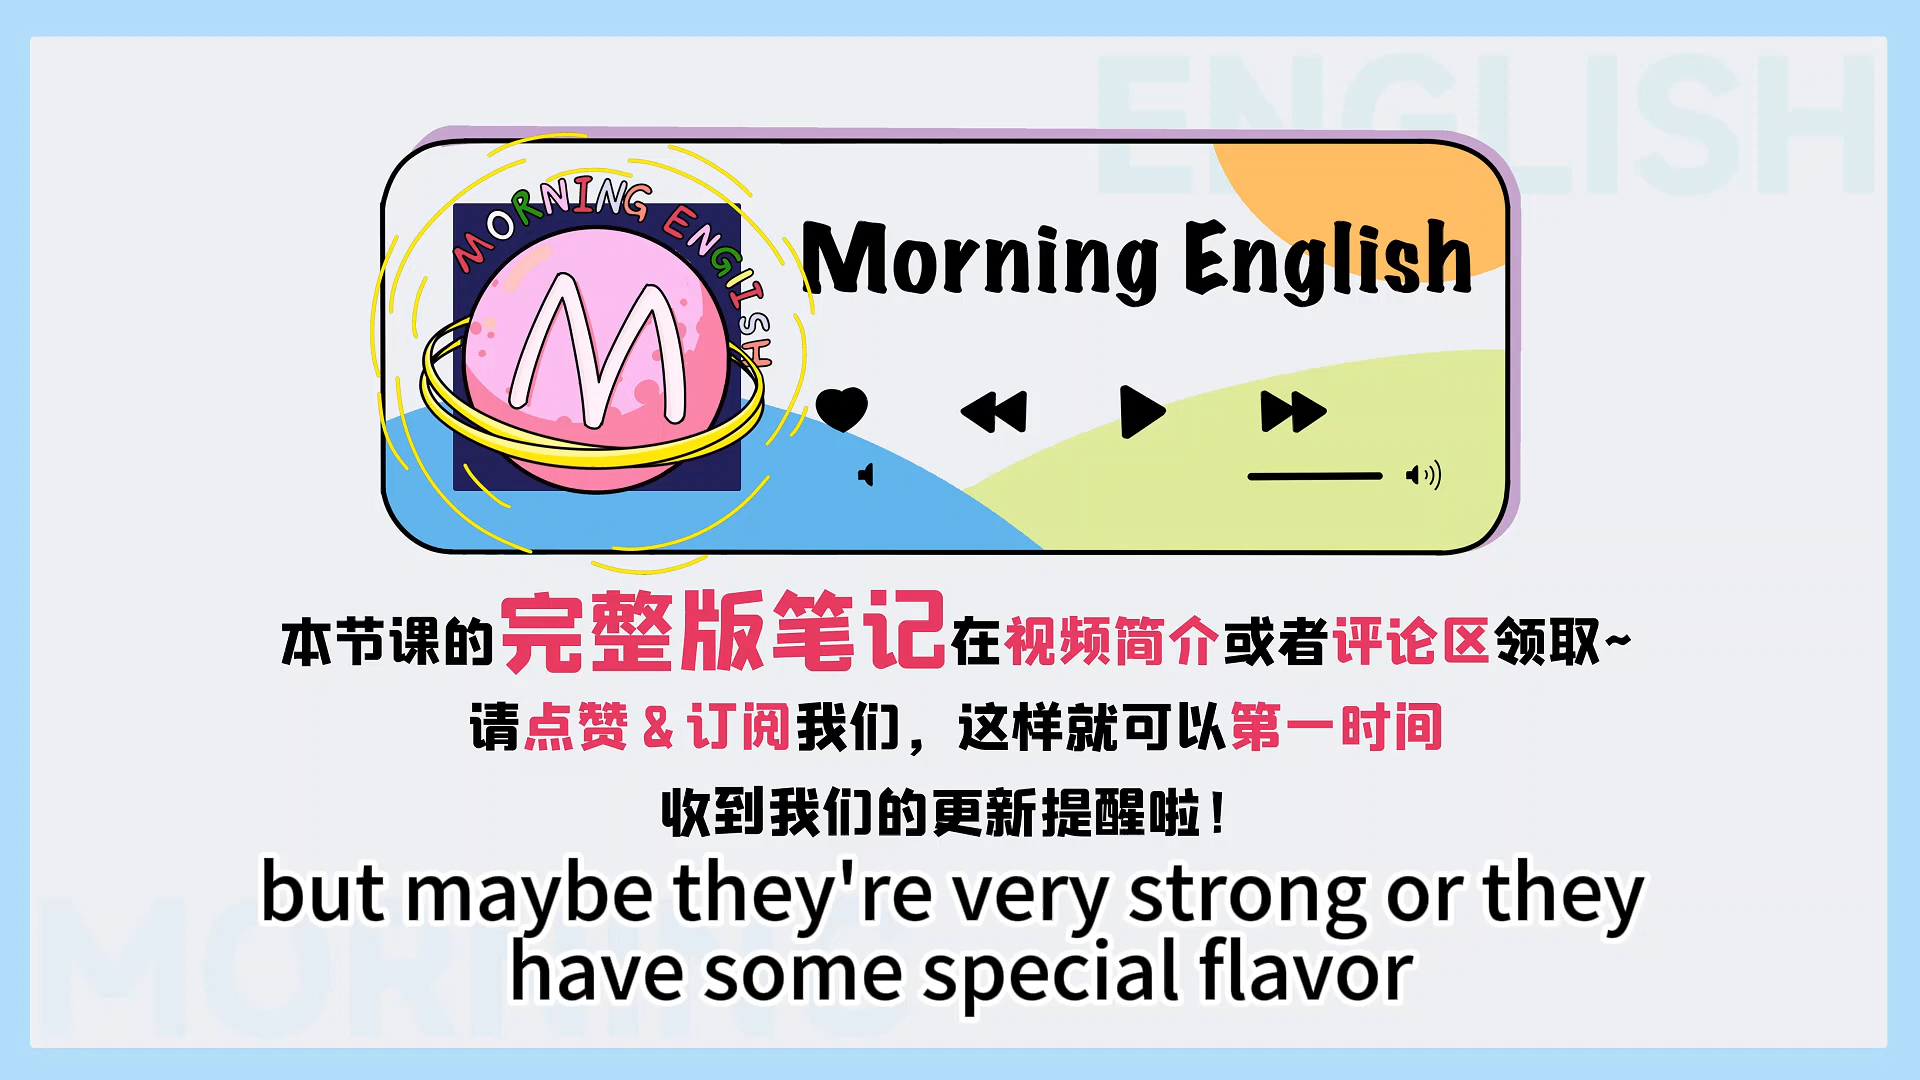 ENGLISH
MORNING ENGlISH
M
Morning English
本节课的完整版笔记在视频简介或者评论区领取~
请点赞&订阅我们，这样就可以第一时间
收到我们的更新提醒啦！
but maybe they're very strong or they
have some special flavor
MORNING